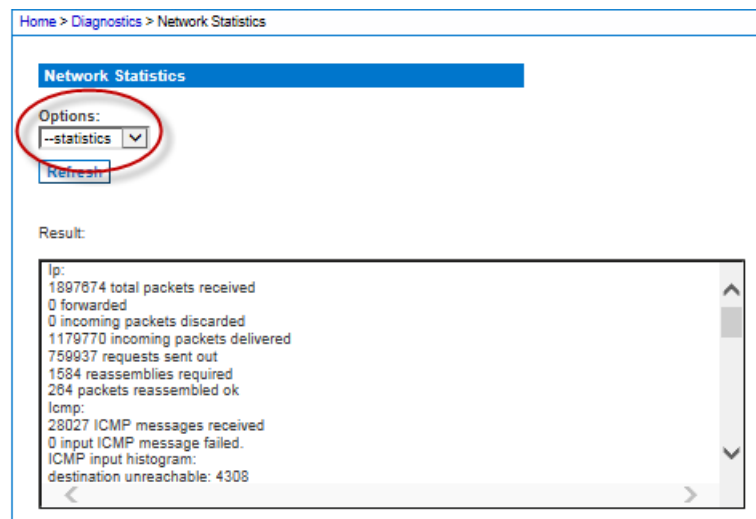 Home > Diagnostics > Network Statistics
Network Statistics
Options:
--statistics
Refresh
Result:
Ip:
1897674 total packets received
0 forwarded
0 incoming packets discarded
1179770 incoming packets delivered
759937 requests sent out
1584 reassemblies required
264 packets reassembled ok
Icmp:
28027 ICMP messages received
0 input ICMP message failed.
ICMP input histogram:
destination unreachable: 4308